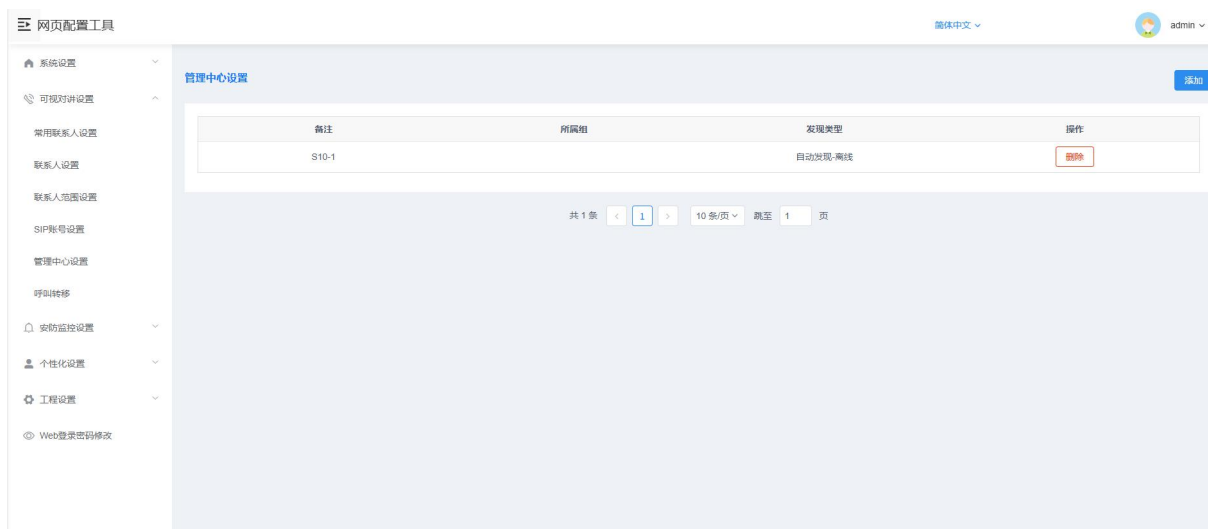 网页配置工具
简体中文
admin
系统设置
可视对讲设置
常用联系人设置
联系人设置
联系人范围设置
SIP账号设置
管理中心设置
呼叫转移
安防监控设置
个性化设置
工程设置
Web登录密码修改
管理中心设置
添加
备注 所属组 发现类型 操作
S10-1 自动发现-离线 删除
共 1 条 < 1 > 10 条/页 跳至 1 页